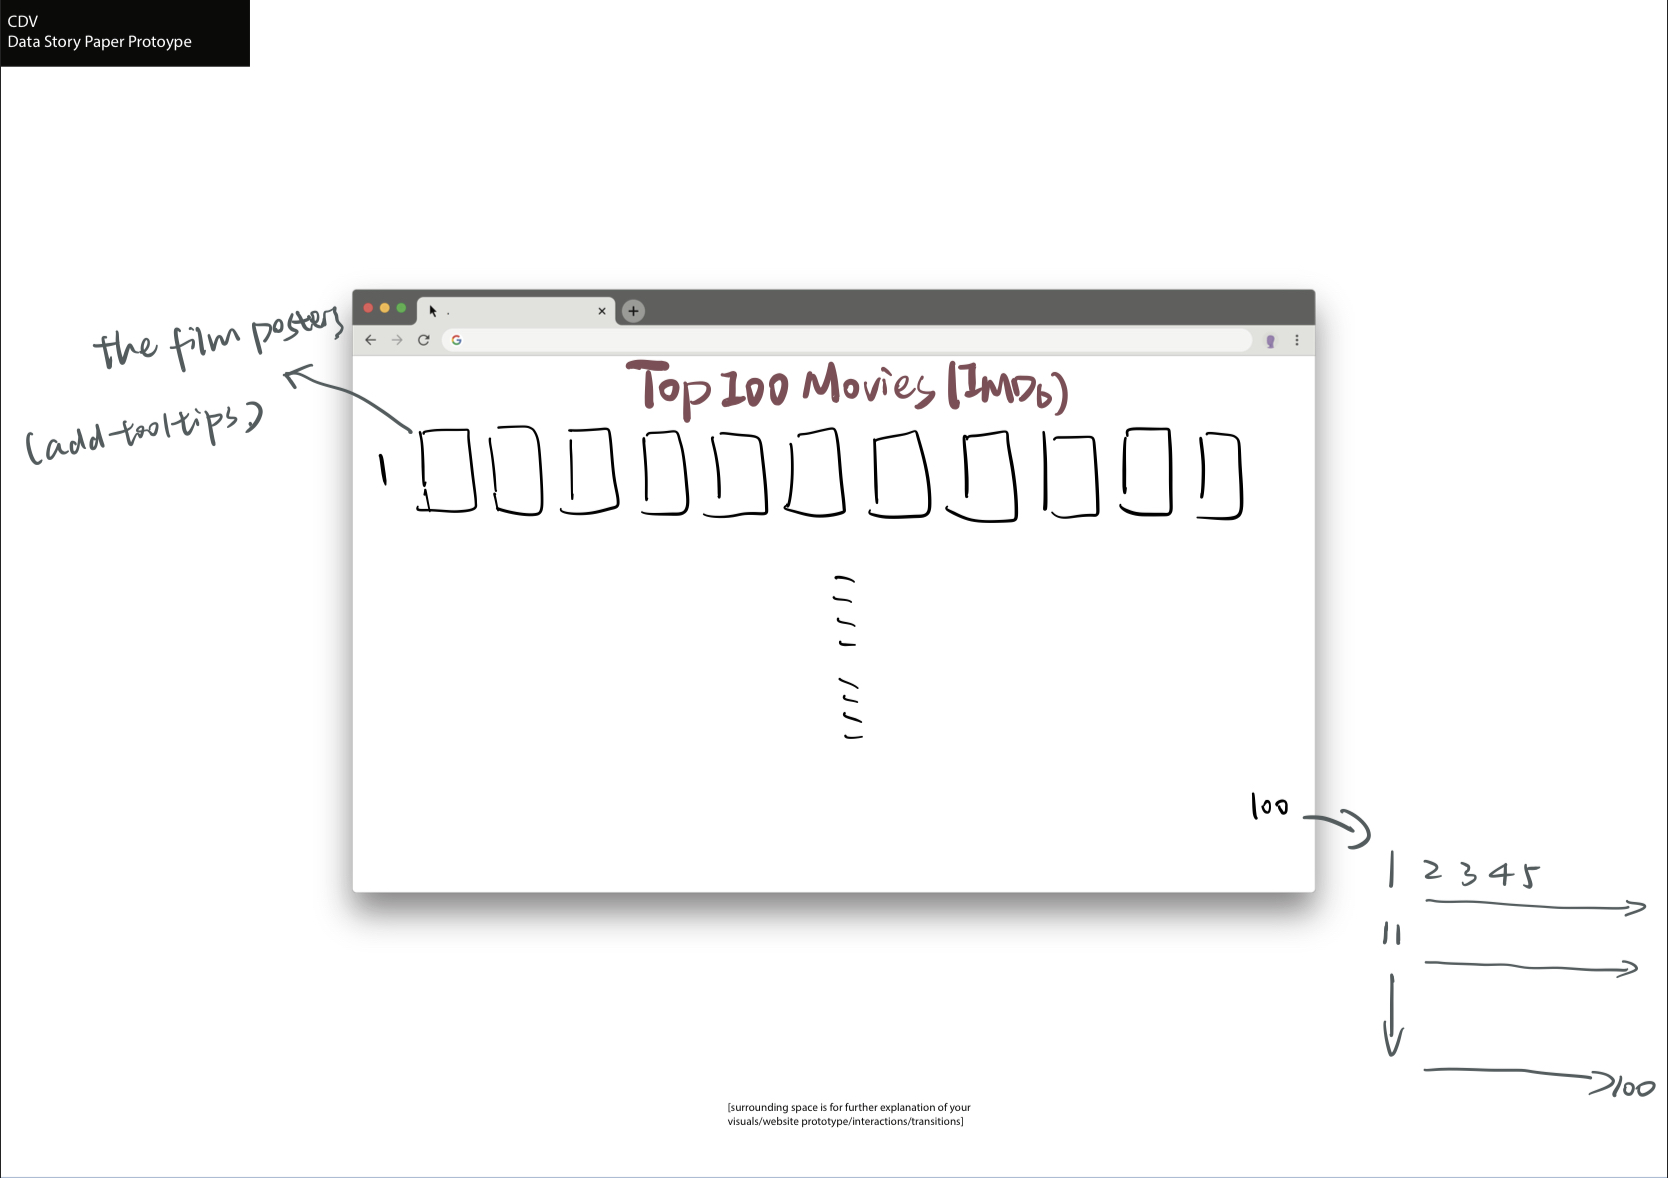 CDV
Data Story Paper Protoype
the film posters
(add tooltips)
Top 100 Movies (IMDb)
1
100
1 2 3 4 5
11
100
[surrounding space is for further explanation of your
visuals/website prototype/interactions/transitions]